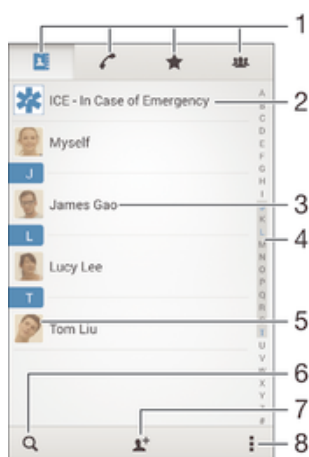 1
ICE - In Case of Emergency
2
Myself
J
James Gao
3
L
4
Lucy Lee
T
5
Tom Liu
6
7
8
A
B
C
D
E
F
G
H
I
J
K
L
M
N
O
P
Q
R
T
U
V
W
X
Y
#